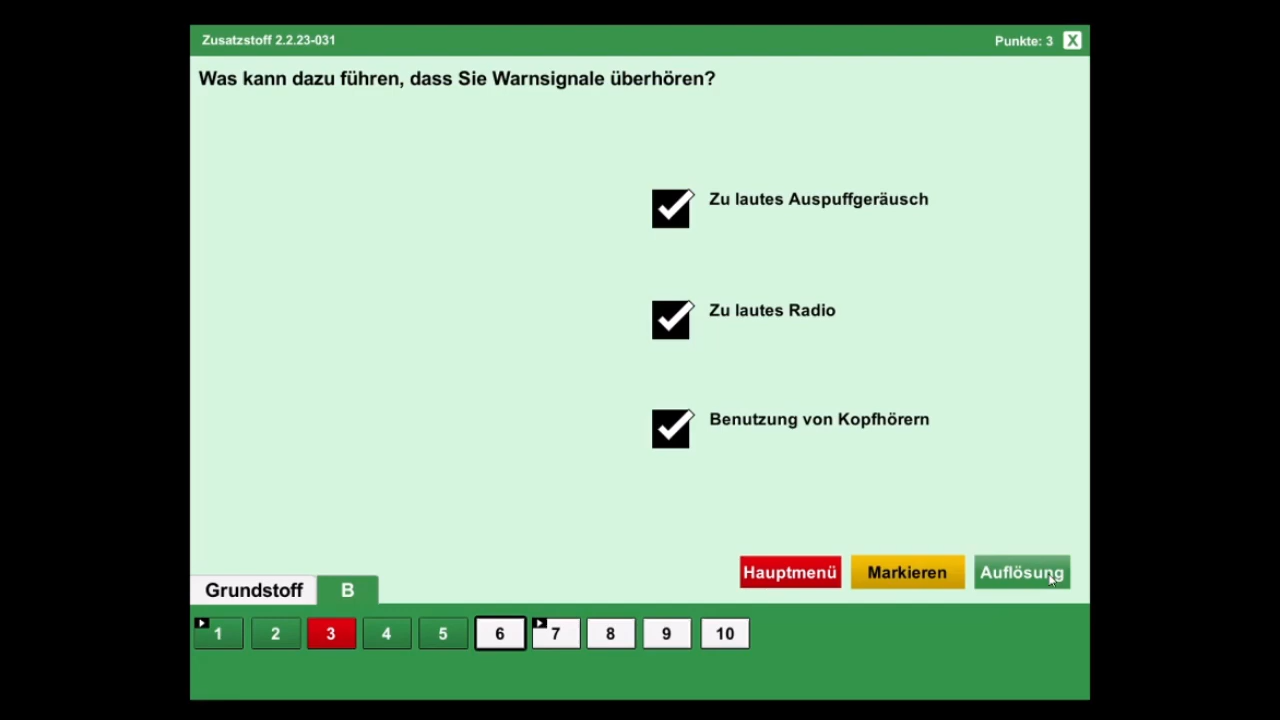 Zusatzstoff 2.2.23-031
Punkte: 3 X
Was kann dazu führen, dass Sie Warnsignale überhören?
Zu lautes Auspuffgeräusch
Zu lautes Radio
Benutzung von Kopfhörern
Hauptmenü Markieren Auflösung
Grundstoff B
1 2 3 4 5 6 7 8 9 10